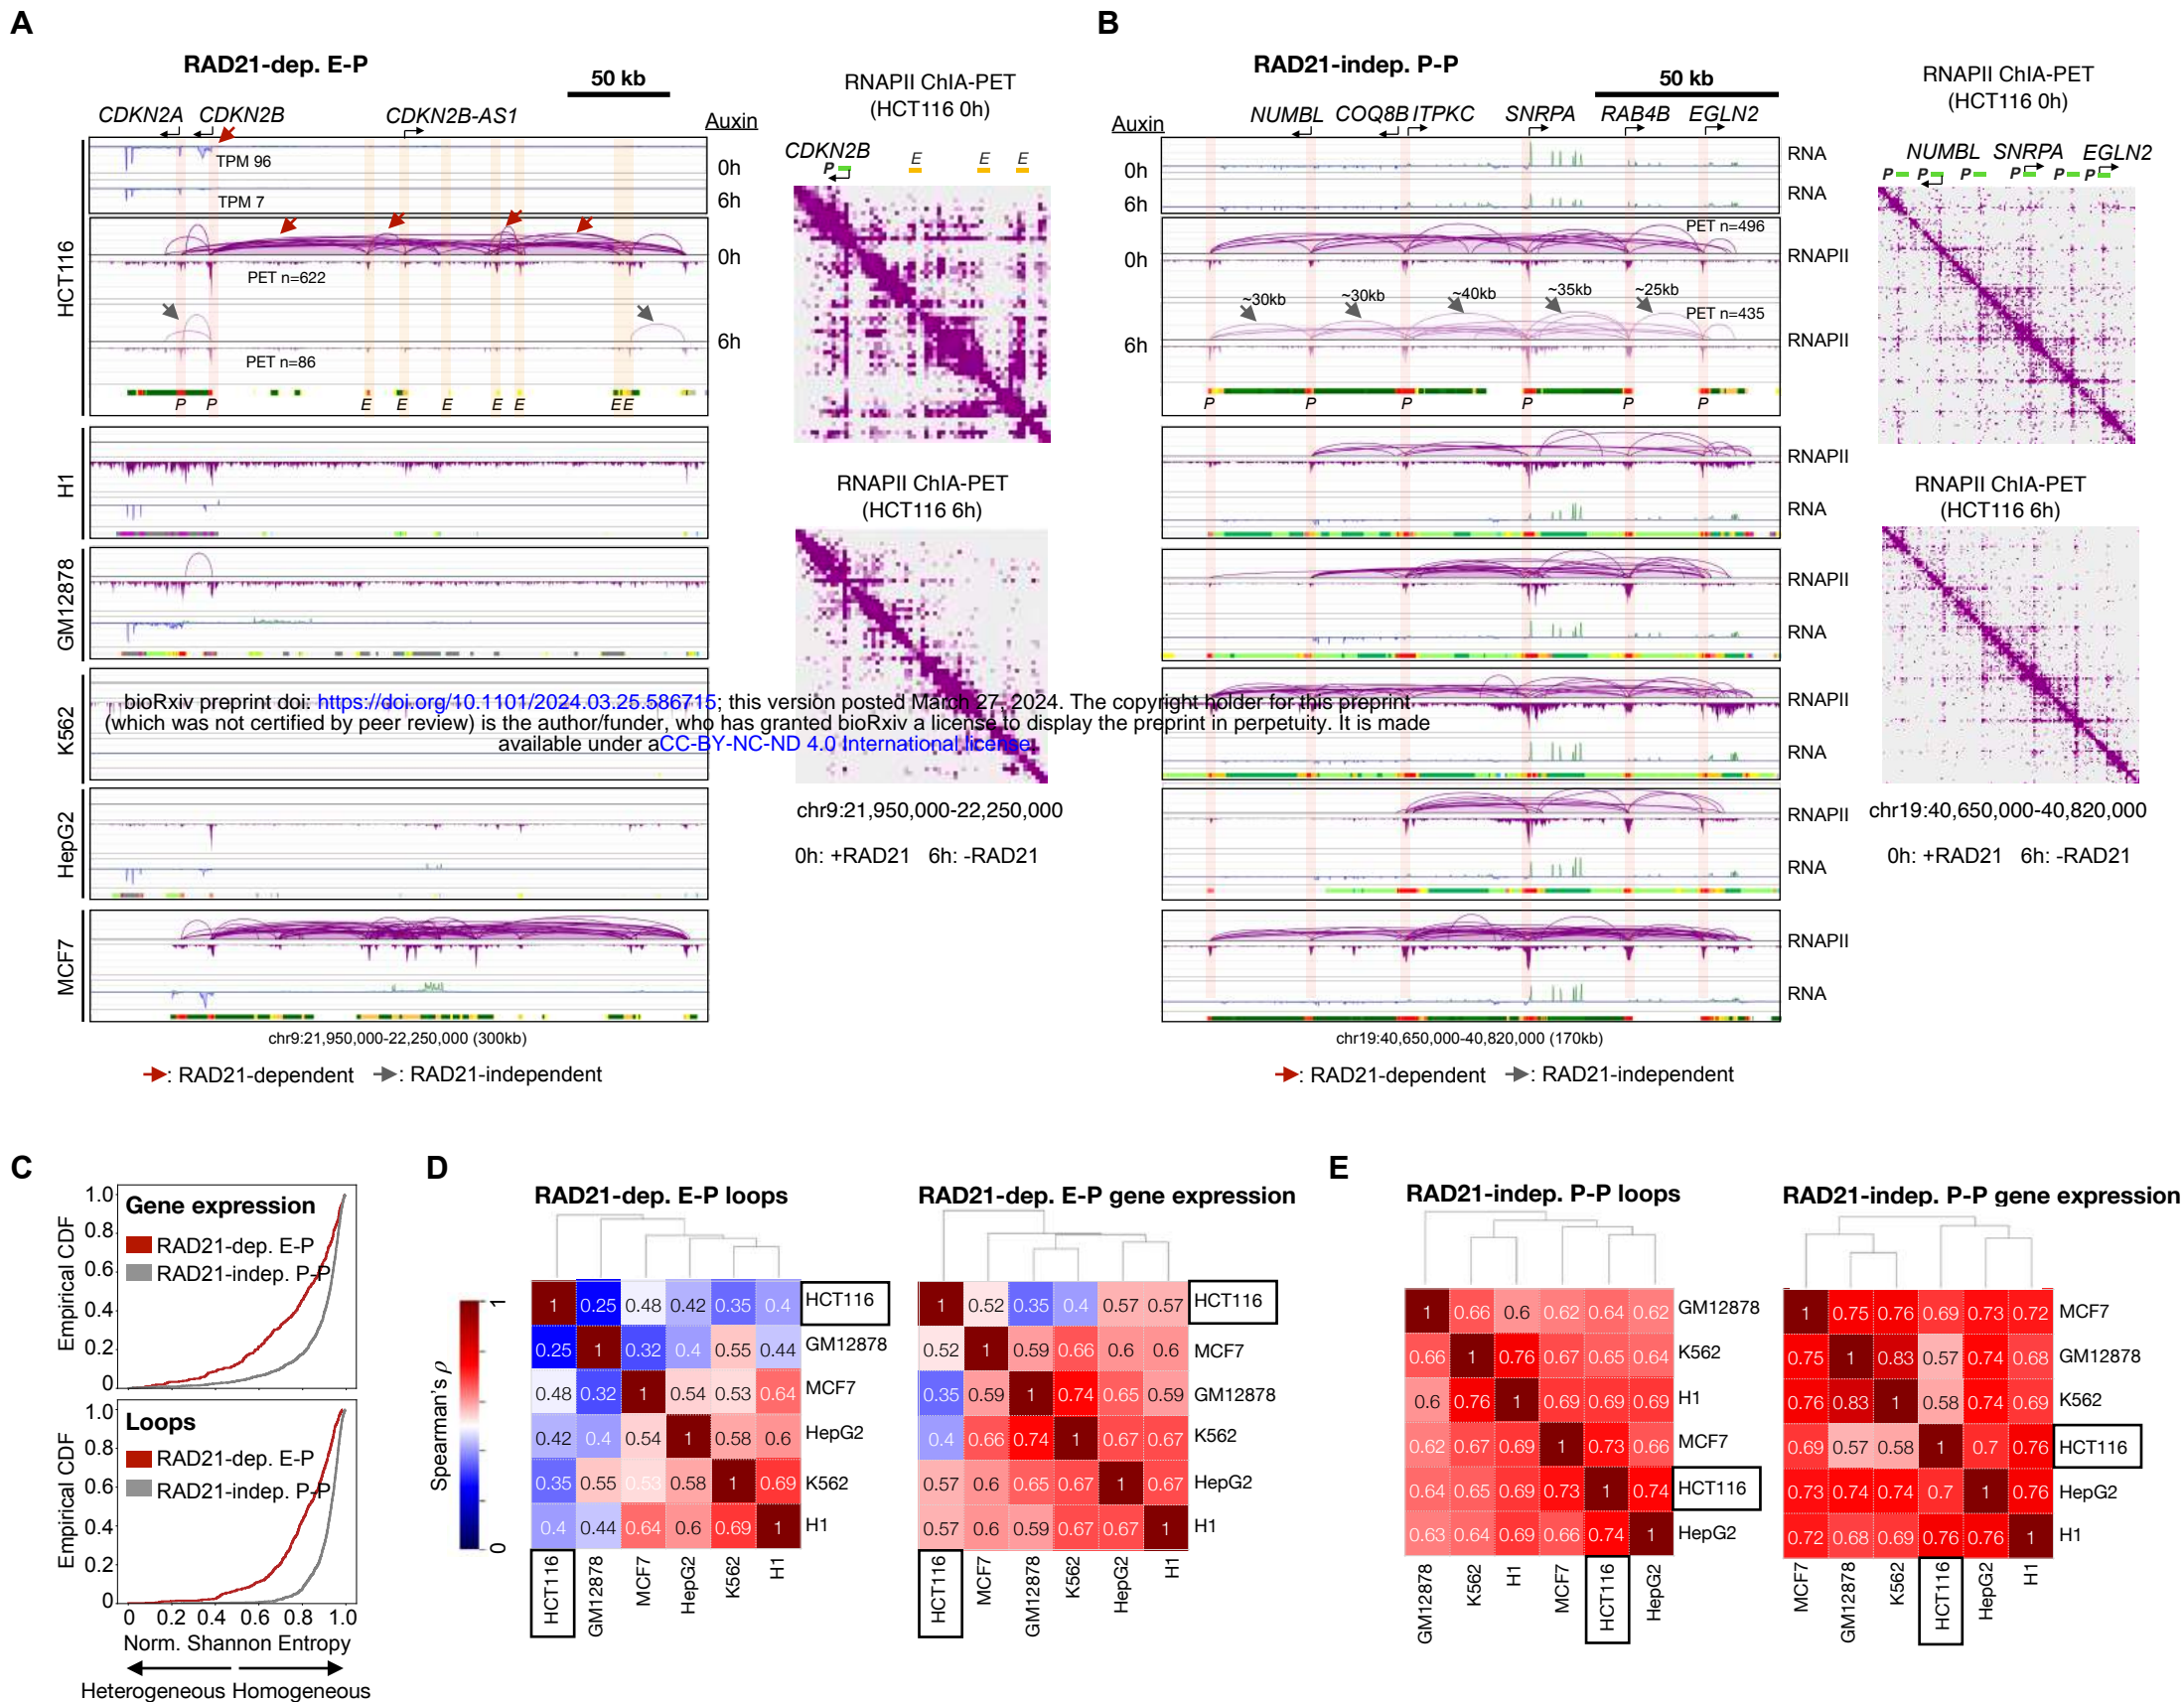 A
RAD21-dep. E-P
50 kb
CDKN2A
CDKN2B
CDKN2B-AS1
Auxin
TPM 96
0h
TPM 7
6h
HCT116
0h
PET n=622
6h
PET n=86
P P E E E E E E E
H1
GM12878
K562
HepG2
MCF7
chr9:21,950,000-22,250,000 (300kb)
: RAD21-dependent : RAD21-independent
RNAPII ChIA-PET
(HCT116 0h)
CDKN2B
P E E E
RNAPII ChIA-PET
(HCT116 6h)
chr9:21,950,000-22,250,000
0h: +RAD21 6h: -RAD21
bioRxiv preprint doi: https://doi.org/10.1101/2024.03.25.586715; this version posted March 27, 2024. The copyright holder for this preprint
(which was not certified by peer review) is the author/funder, who has granted bioRxiv a license to display the preprint in perpetuity. It is made
available under aCC-BY-NC-ND 4.0 International license.
B
RAD21-indep. P-P
50 kb
Auxin
NUMBL COQ8B ITPKC SNRPA RAB4B EGLN2
0h
RNA
6h
RNA
PET n=496
0h
RNAPII
~30kb ~30kb ~40kb ~35kb ~25kb
PET n=435
6h
RNAPII
P P P P P P
RNAPII
RNA
RNAPII
RNA
RNAPII
RNA
RNAPII
RNA
RNAPII
RNA
chr19:40,650,000-40,820,000 (170kb)
: RAD21-dependent : RAD21-independent
RNAPII ChIA-PET
(HCT116 0h)
NUMBL SNRPA EGLN2
P P P P P P
RNAPII ChIA-PET
(HCT116 6h)
chr19:40,650,000-40,820,000
0h: +RAD21 6h: -RAD21
C
Empirical CDF
1.0
0.8
0.6
0.4
0.2
0
Gene expression
RAD21-dep. E-P
RAD21-indep. P-P
Empirical CDF
1.0
0.8
0.6
0.4
0.2
0
Loops
RAD21-dep. E-P
RAD21-indep. P-P
0 0.2 0.4 0.6 0.8 1.0
Norm. Shannon Entropy
Heterogeneous Homogeneous
D
Spearman's ρ
1
0
RAD21-dep. E-P loops
1 0.25 0.48 0.42 0.35 0.4 HCT116
0.25 1 0.32 0.4 0.55 0.44 GM12878
0.48 0.32 1 0.54 0.53 0.64 MCF7
0.42 0.4 0.54 1 0.58 0.6 HepG2
0.35 0.55 0.53 0.58 1 0.69 K562
0.4 0.44 0.64 0.6 0.69 1 H1
HCT116 GM12878 MCF7 HepG2 K562 H1
RAD21-dep. E-P gene expression
1 0.52 0.35 0.4 0.57 0.57 HCT116
0.52 1 0.59 0.66 0.6 0.6 MCF7
0.35 0.59 1 0.74 0.65 0.59 GM12878
0.4 0.66 0.74 1 0.67 0.67 K562
0.57 0.6 0.65 0.67 1 0.67 HepG2
0.57 0.6 0.59 0.67 0.67 1 H1
HCT116 MCF7 GM12878 K562 HepG2 H1
E
RAD21-indep. P-P loops
1 0.66 0.6 0.62 0.64 0.62 GM12878
0.66 1 0.76 0.67 0.65 0.64 K562
0.6 0.76 1 0.69 0.69 0.69 H1
0.62 0.67 0.69 1 0.73 0.66 MCF7
0.64 0.65 0.69 0.73 1 0.74 HCT116
0.63 0.64 0.69 0.66 0.74 1 HepG2
GM12878 K562 H1 MCF7 HCT116 HepG2
RAD21-indep. P-P gene expression
1 0.75 0.76 0.69 0.73 0.72 MCF7
0.75 1 0.83 0.57 0.74 0.68 GM12878
0.76 0.83 1 0.58 0.74 0.69 K562
0.69 0.57 0.58 1 0.7 0.76 HCT116
0.73 0.74 0.74 0.7 1 0.76 HepG2
0.72 0.68 0.69 0.76 0.76 1 H1
MCF7 GM12878 K562 HCT116 HepG2 H1